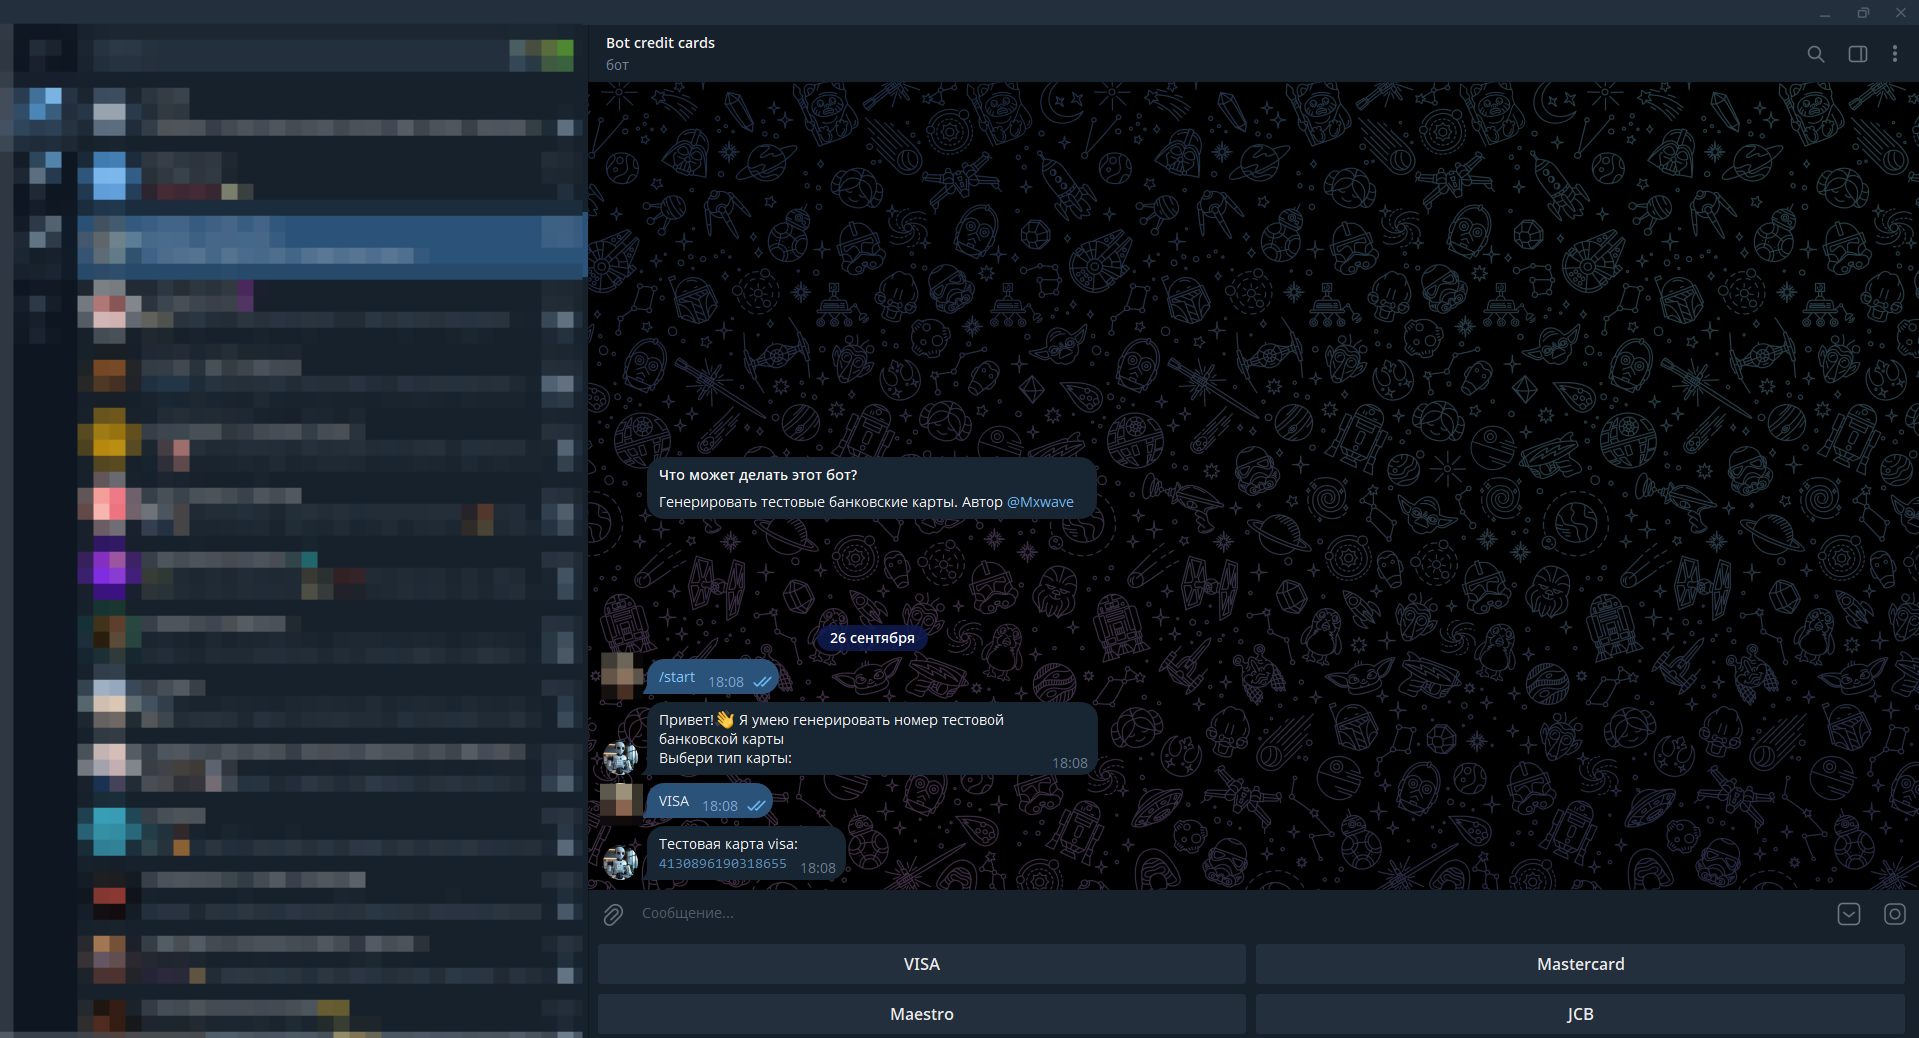 Bot credit cards
бот
Что может делать этот бот?
Генерировать тестовые банковские карты. Автор @Mxwave
26 сентября
/start 18:08
Привет!👋 Я умею генерировать номер тестовой
банковской карты
Выбери тип карты:
18:08
VISA 18:08
Тестовая карта visa:
4130896190318655 18:08
Сообщение...
VISA
Mastercard
Maestro
JCB